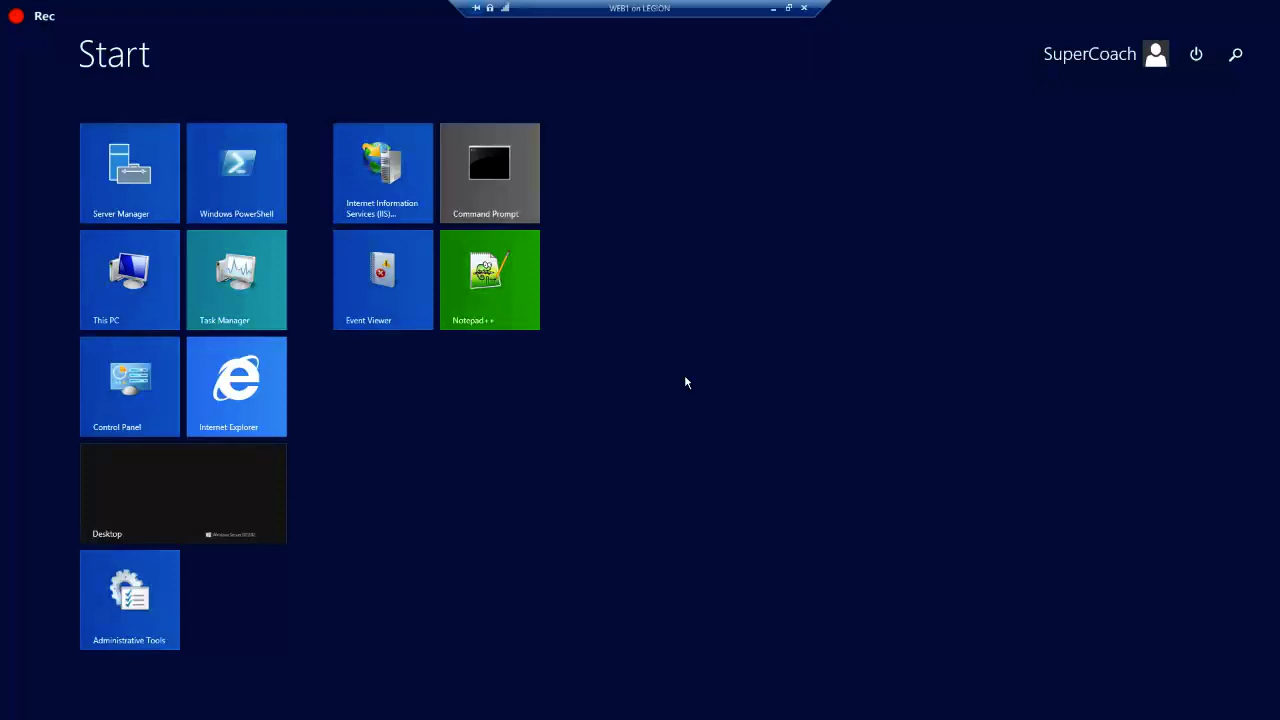 Rec
WEB1 on LEGION
Start
SuperCoach
Server Manager
Windows PowerShell
Internet Information
Services (IIS)...
Command Prompt
This PC
Task Manager
Event Viewer
Notepad++
Control Panel
Internet Explorer
Desktop
Administrative Tools